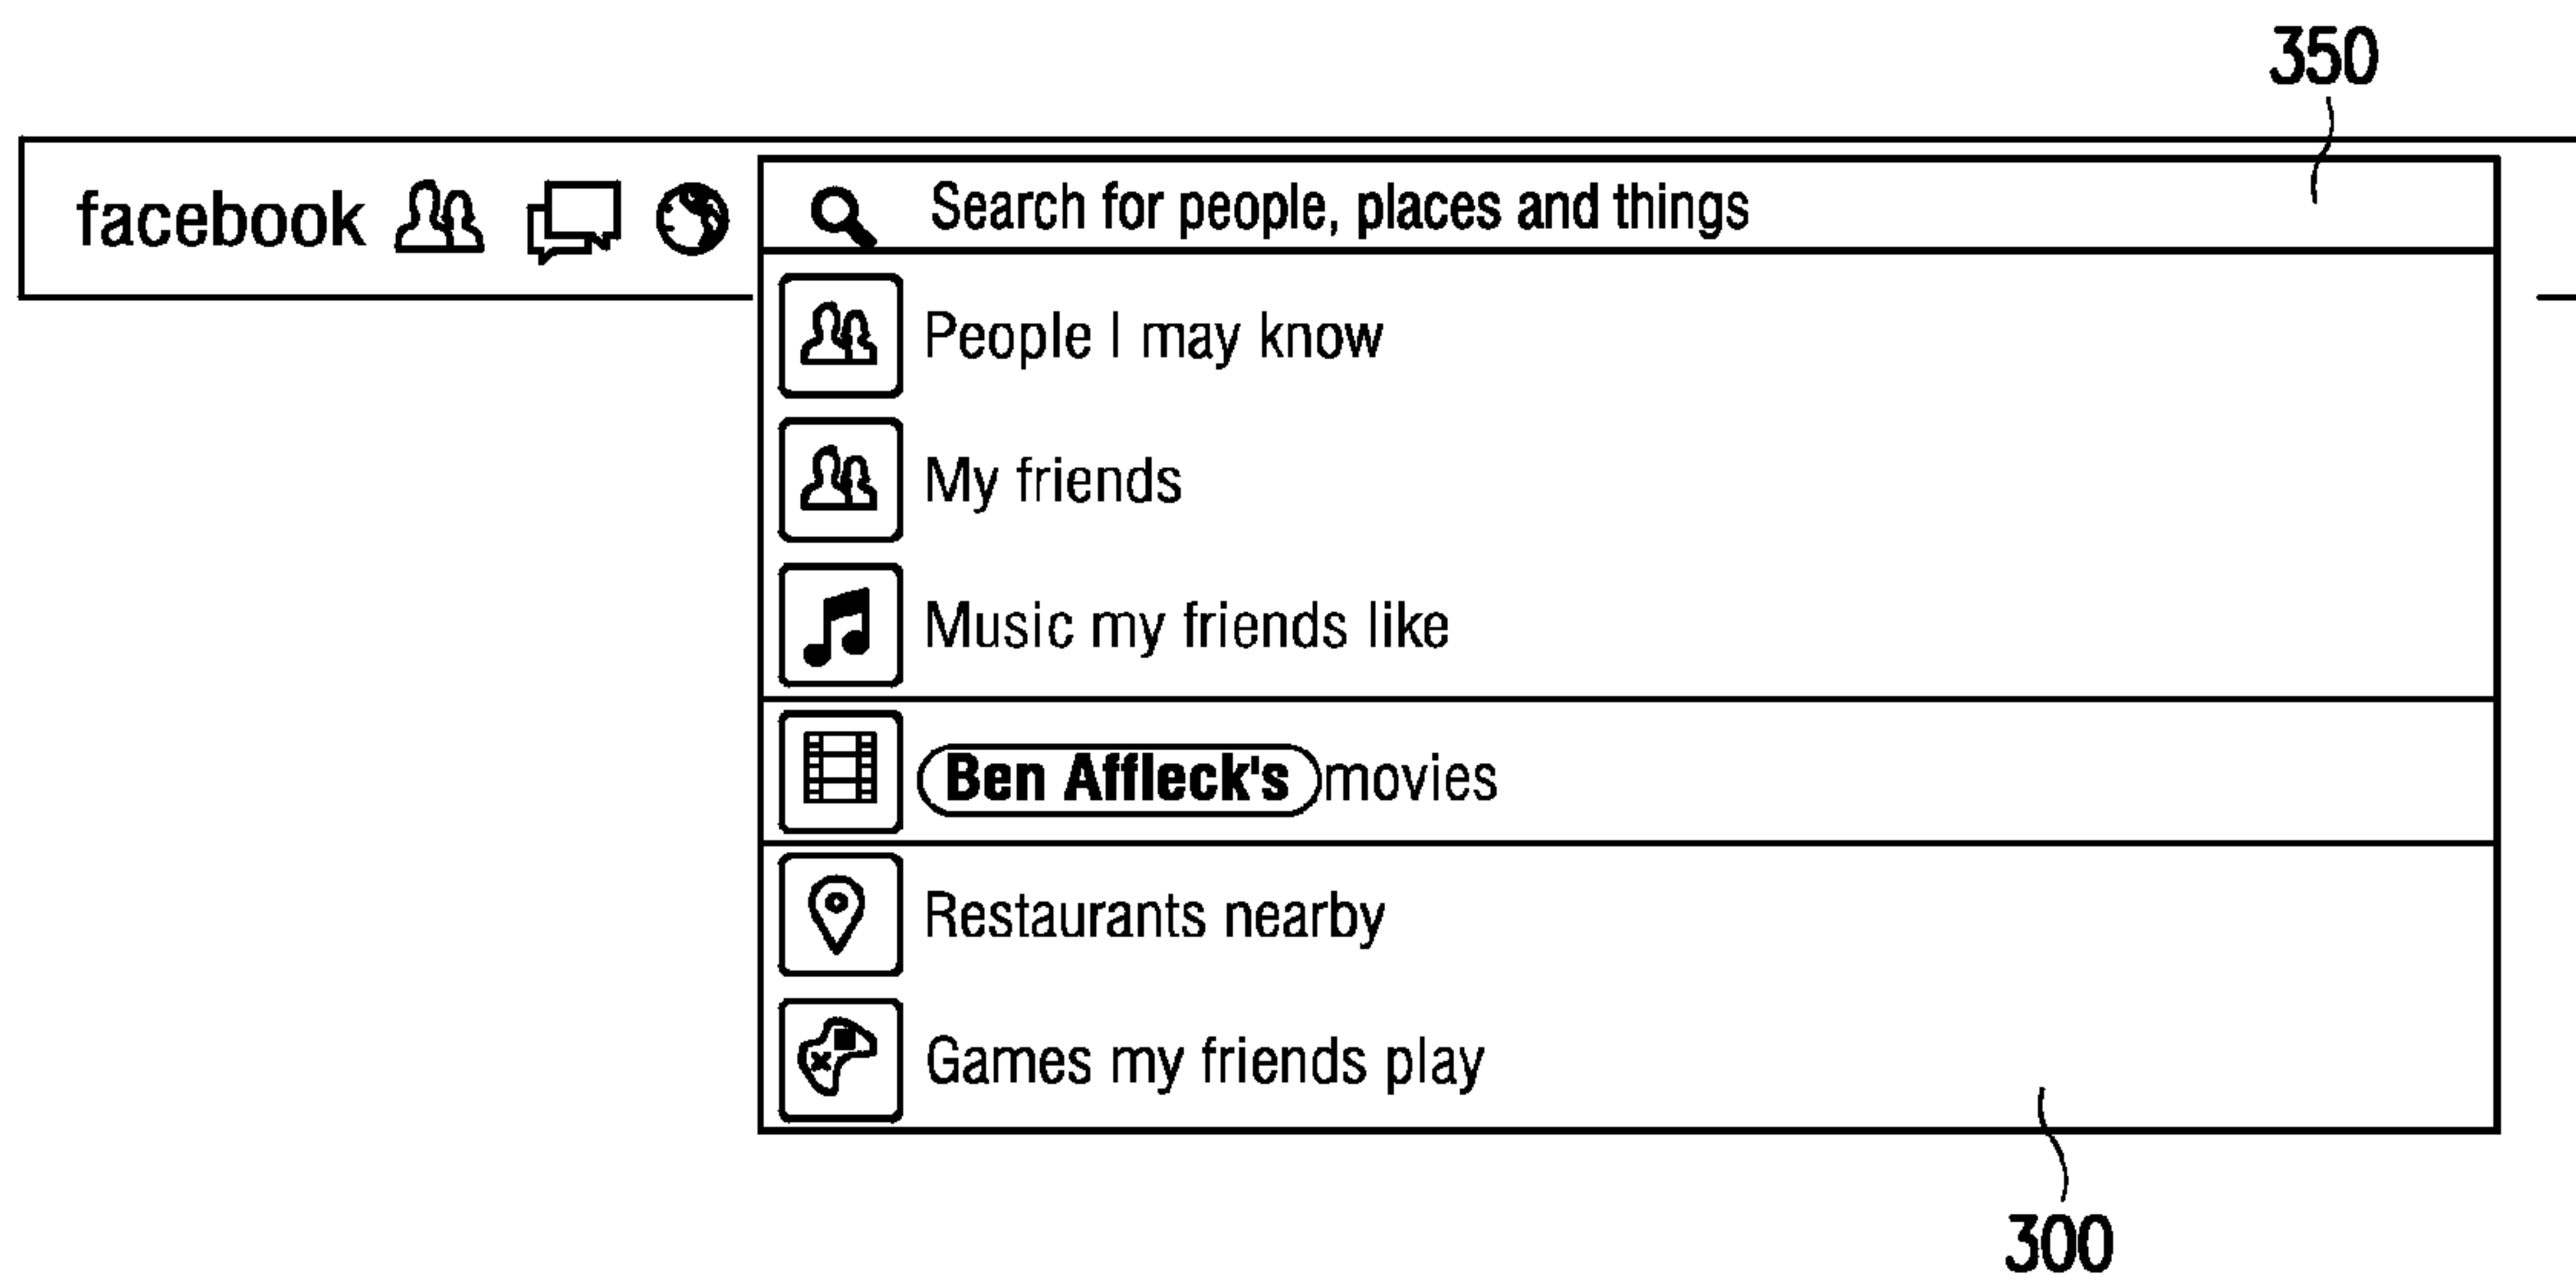 350
facebook
Search for people, places and things
People I may know
My friends
Music my friends like
Ben Affleck's movies
Restaurants nearby
Games my friends play
300